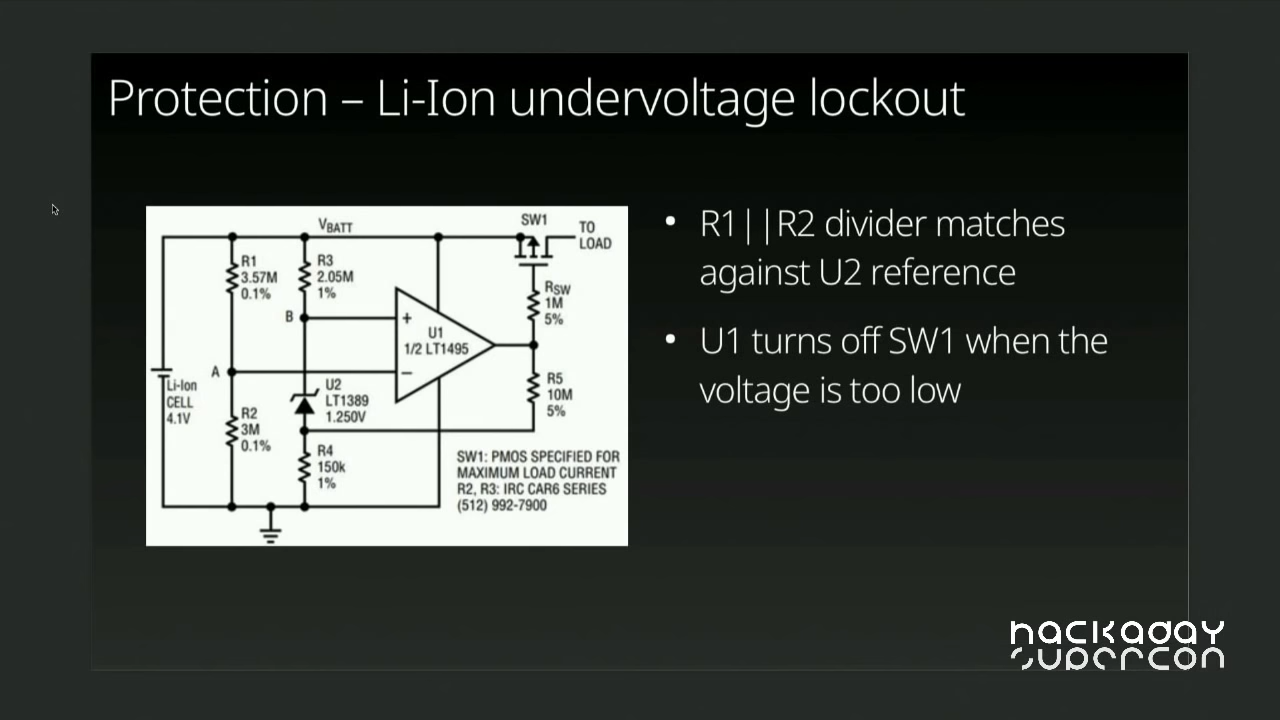 Protection – Li-Ion undervoltage lockout
VBATT
SW1
TO
LOAD
R1
3.57M
0.1%
R3
2.05M
1%
RSW
1M
5%
B
+
U1
1/2 LT1495
A
−
Li-Ion
CELL
4.1V
U2
LT1389
1.250V
R5
10M
5%
R2
3M
0.1%
R4
150k
1%
SW1: PMOS SPECIFIED FOR
MAXIMUM LOAD CURRENT
R2, R3: IRC CAR6 SERIES
(512) 992-7900
• R1||R2 divider matches
against U2 reference
• U1 turns off SW1 when the
voltage is too low
hackaday
supercon